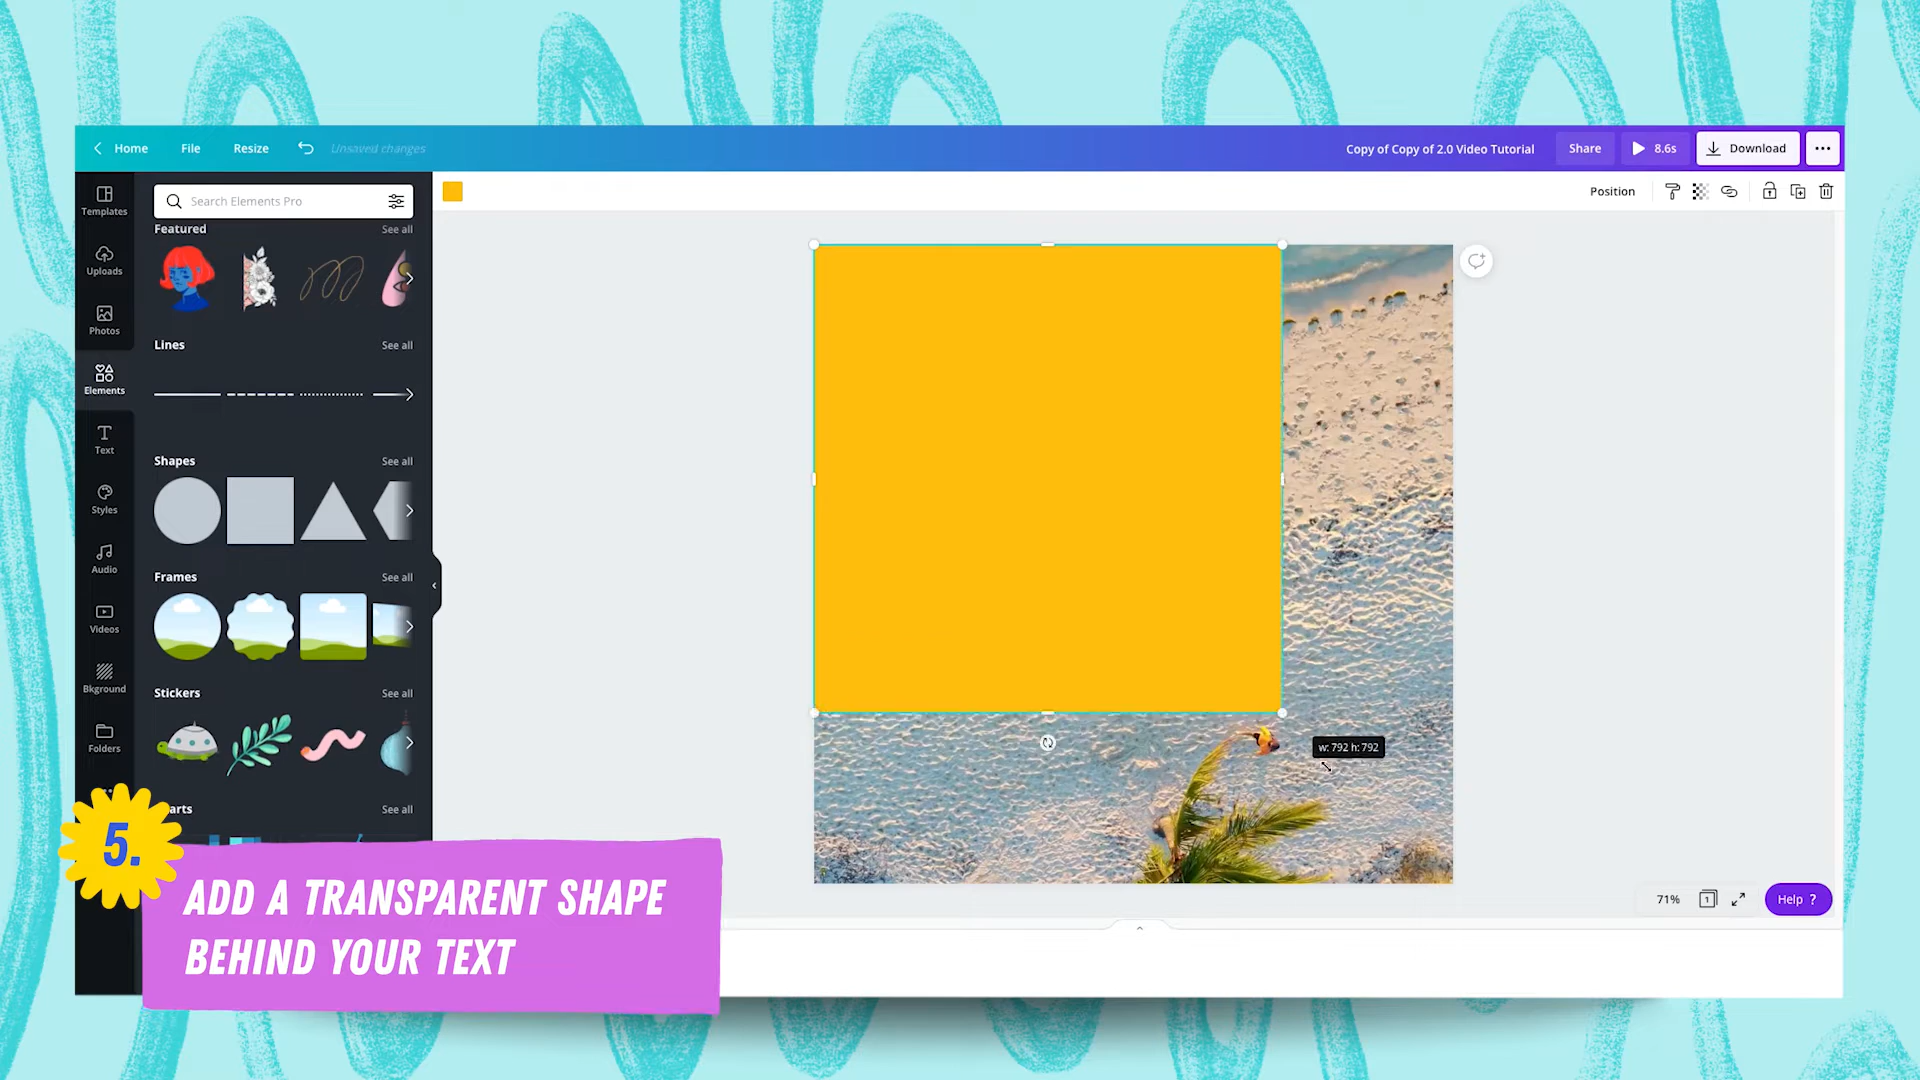 Home
File
Resize
Unsaved changes
Copy of Copy of 2.0 Video Tutorial
Share
8.6s
Download
Templates
Uploads
Photos
Elements
Text
Styles
Audio
Videos
Bkground
Folders
Search Elements Pro
Featured
See all
Lines
See all
Shapes
See all
Frames
See all
Stickers
See all
arts
See all
Position
w: 792 h: 792
71%
1
Help ?
5.
ADD A TRANSPARENT SHAPE
BEHIND YOUR TEXT